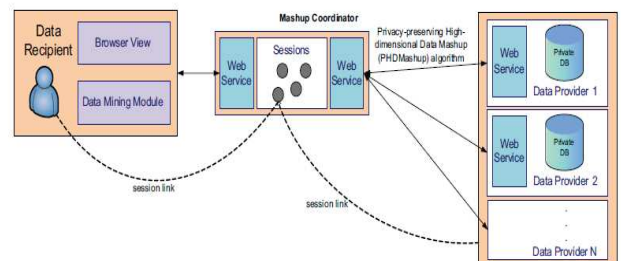 Mashup Coordinator
Data
Recipient
Browser View
Data Mining Module
Web
Service
Sessions
Web
Service
Privacy-preserving High-
dimensional Data Mashup
(PHDMashup) algorithm
Web
Service
Private
DB
Data Provider 1
Web
Service
Private
DB
Data Provider 2
.
.
.
Data Provider N
session link
session link